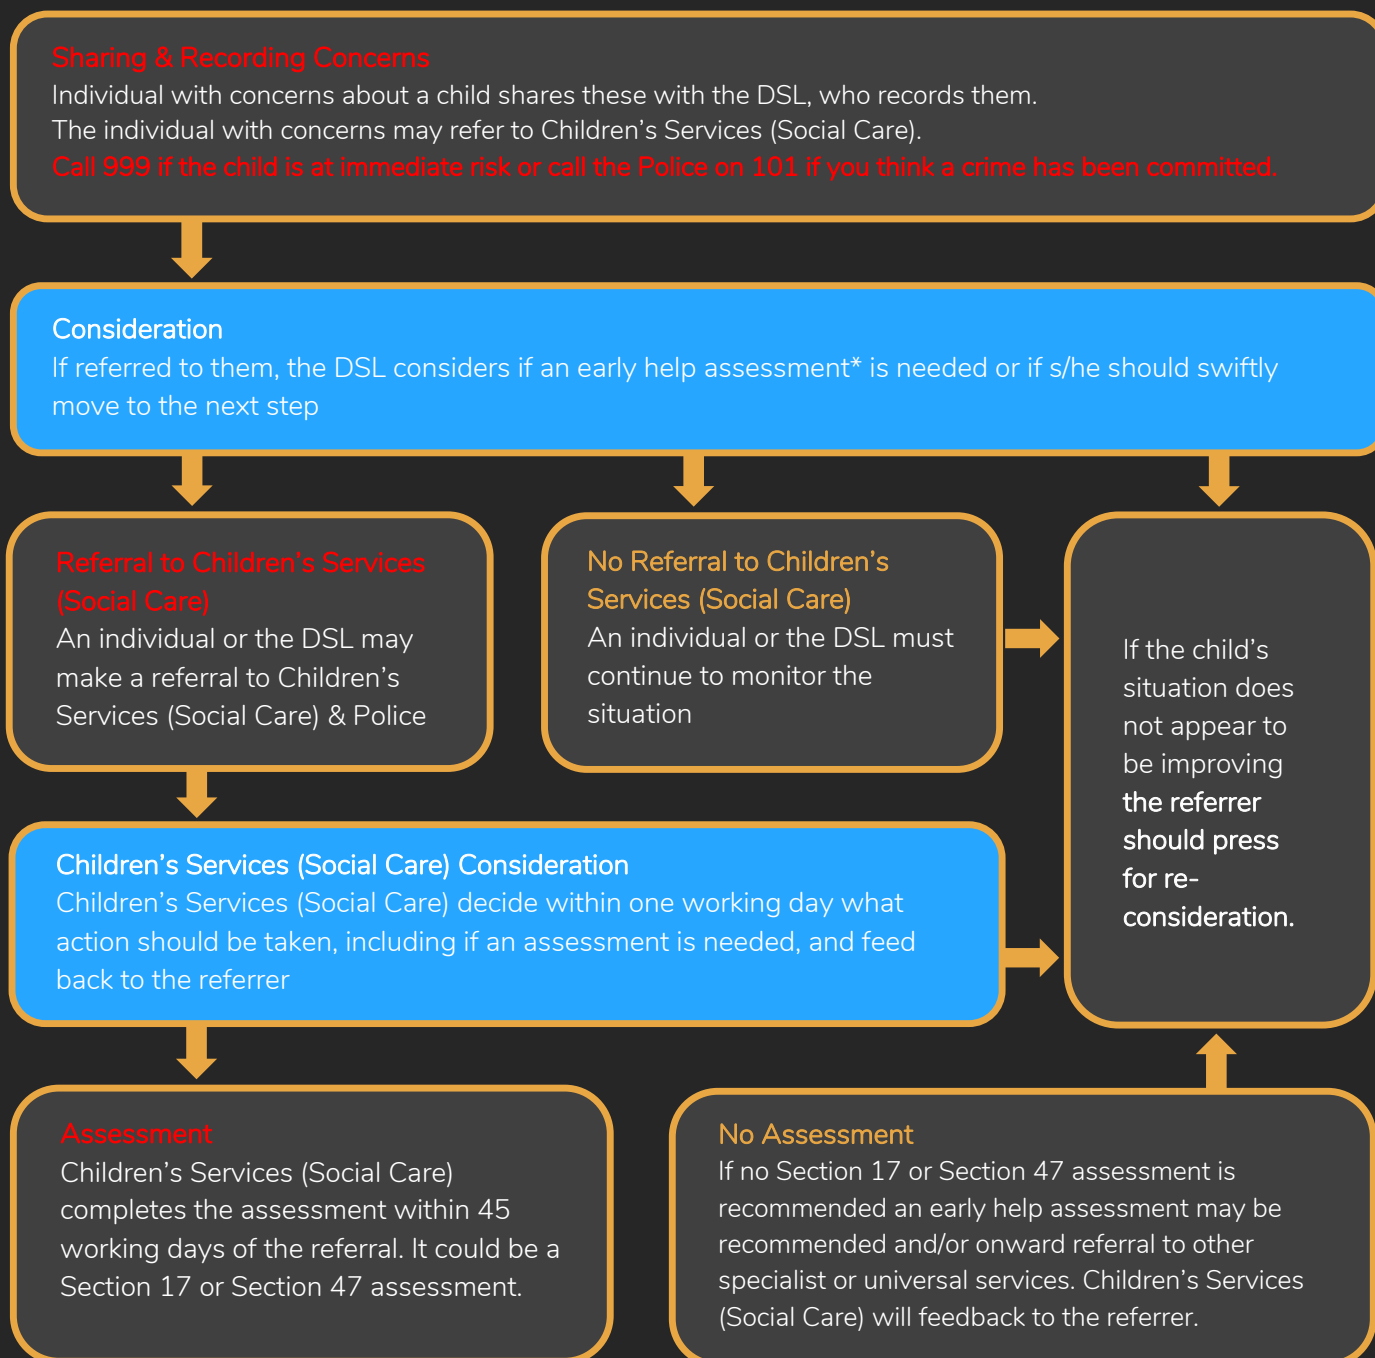 Sharing & Recording Concerns
Individual with concerns about a child shares these with the DSL, who records them.
The individual with concerns may refer to Children’s Services (Social Care).
Call 999 if the child is at immediate risk or call the Police on 101 if you think a crime has been committed.
Consideration
If referred to them, the DSL considers if an early help assessment* is needed or if s/he should swiftly
move to the next step
Referral to Children’s Services
(Social Care)
An individual or the DSL may
make a referral to Children’s
Services (Social Care) & Police
No Referral to Children’s
Services (Social Care)
An individual or the DSL must
continue to monitor the
situation
If the child’s
situation does
not appear to
be improving
the referrer
should press
for re-
consideration.
Children’s Services (Social Care) Consideration
Children’s Services (Social Care) decide within one working day what
action should be taken, including if an assessment is needed, and feed
back to the referrer
Assessment
Children’s Services (Social Care)
completes the assessment within 45
working days of the referral. It could be a
Section 17 or Section 47 assessment.
No Assessment
If no Section 17 or Section 47 assessment is
recommended an early help assessment may be
recommended and/or onward referral to other
specialist or universal services. Children’s Services
(Social Care) will feedback to the referrer.